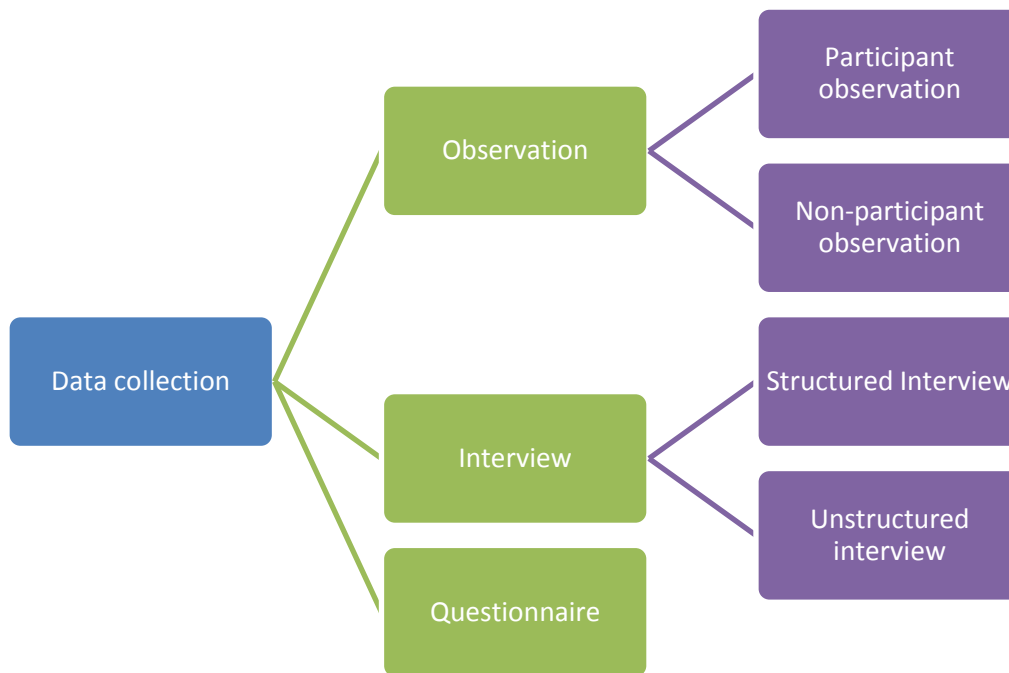 Data collection
Observation
Participant
observation
Non-participant
observation
Interview
Structured Interview
Unstructured
interview
Questionnaire